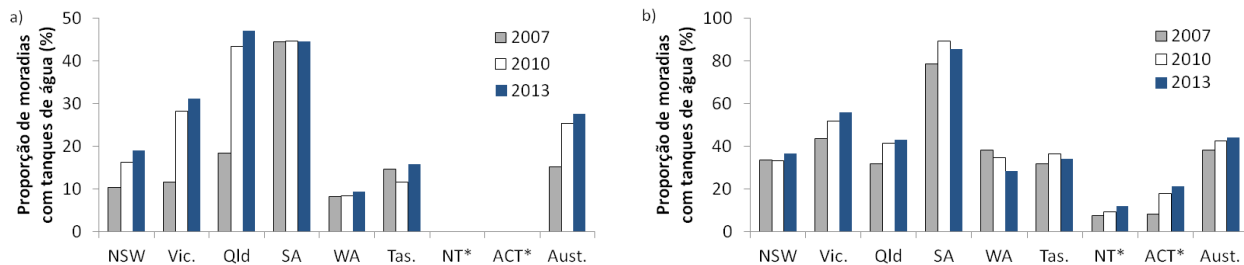 a)
Proporção de moradias
com tanques de água (%)
50
40
30
20
10
0
2007
2010
2013
NSW Vic. Qld SA WA Tas. NT* ACT* Aust.
b)
Proporção de moradias
com tanques de água (%)
100
80
60
40
20
0
2007
2010
2013
NSW Vic. Qld SA WA Tas. NT* ACT* Aust.